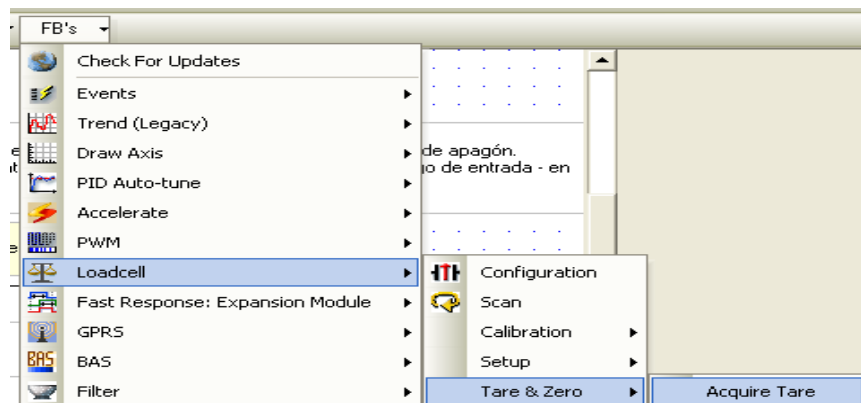 FB's
Check For Updates
Events
Trend (Legacy)
Draw Axis
de apagón.
o de entrada - en
PID Auto-tune
Accelerate
PWM
Loadcell
Configuration
Fast Response: Expansion Module
Scan
GPRS
Calibration
BAS
BAS
Setup
Filter
Tare & Zero
Acquire Tare